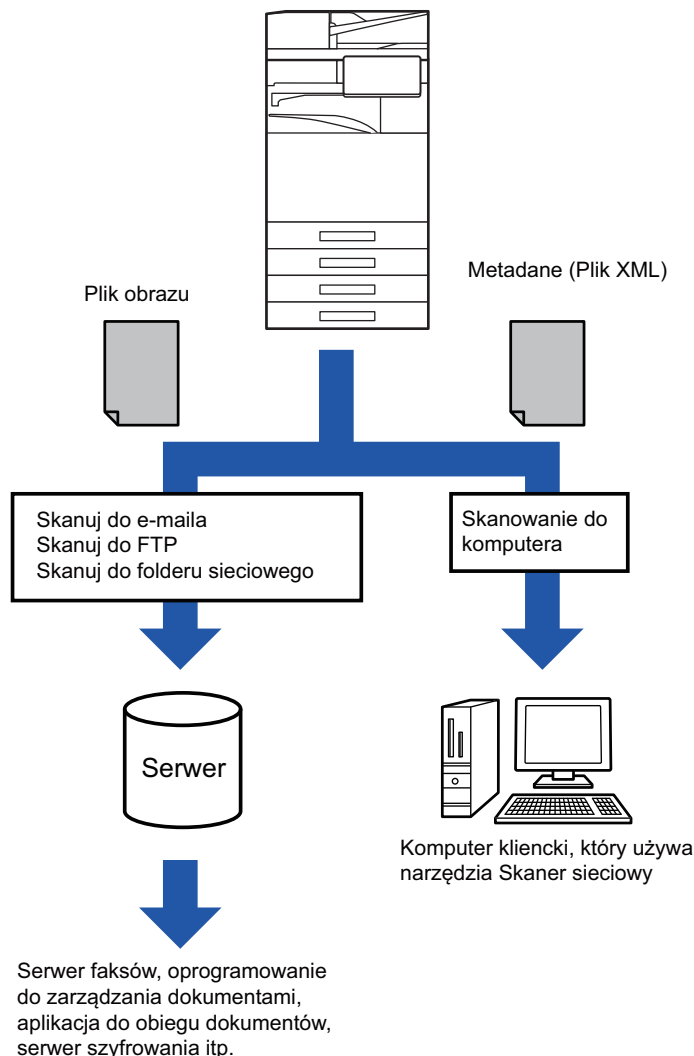 Plik obrazu
Metadane (Plik XML)
Skanuj do e-maila
Skanuj do FTP
Skanuj do folderu sieciowego
Skanowanie do
komputera
Serwer
Komputer kliencki, który używa
narzędzia Skaner sieciowy
Serwer faksów, oprogramowanie
do zarządzania dokumentami,
aplikacja do obiegu dokumentów,
serwer szyfrowania itp.